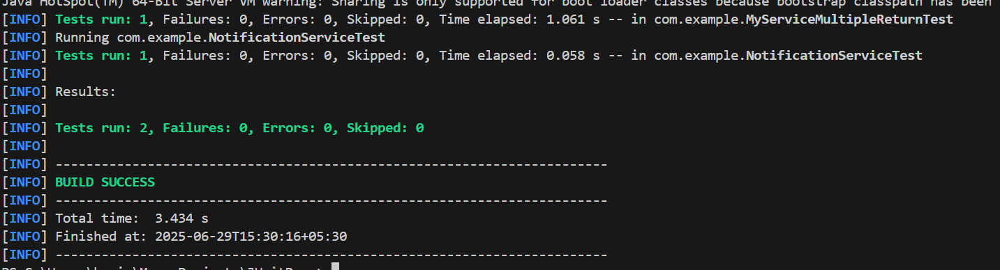 Java HotSpot(TM) 64-Bit Server VM warning: Sharing is only supported for boot loader classes because bootstrap classpath has been
[INFO] Tests run: 1, Failures: 0, Errors: 0, Skipped: 0, Time elapsed: 1.061 s -- in com.example.MyServiceMultipleReturnTest
[INFO] Running com.example.NotificationServiceTest
[INFO] Tests run: 1, Failures: 0, Errors: 0, Skipped: 0, Time elapsed: 0.058 s -- in com.example.NotificationServiceTest
[INFO]
[INFO] Results:
[INFO]
[INFO] Tests run: 2, Failures: 0, Errors: 0, Skipped: 0
[INFO]
[INFO] ------------------------------------------------------------------------
[INFO] BUILD SUCCESS
[INFO] ------------------------------------------------------------------------
[INFO] Total time:  3.434 s
[INFO] Finished at: 2025-06-29T15:30:16+05:30
[INFO] ------------------------------------------------------------------------